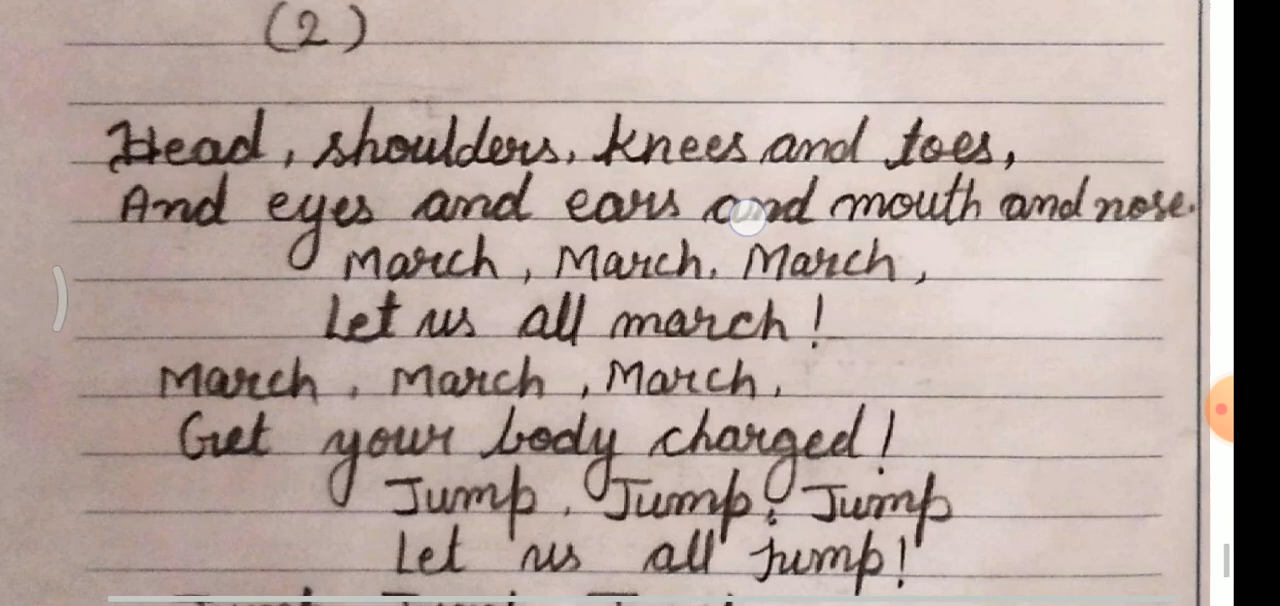 (2)
Head, shoulders, knees and toes,
And eyes and ears and mouth and nose.
March, March, March,
Let us all march!
March, March, March,
Get your body charged!
Jump, Jump, Jump
Let us all Jump!